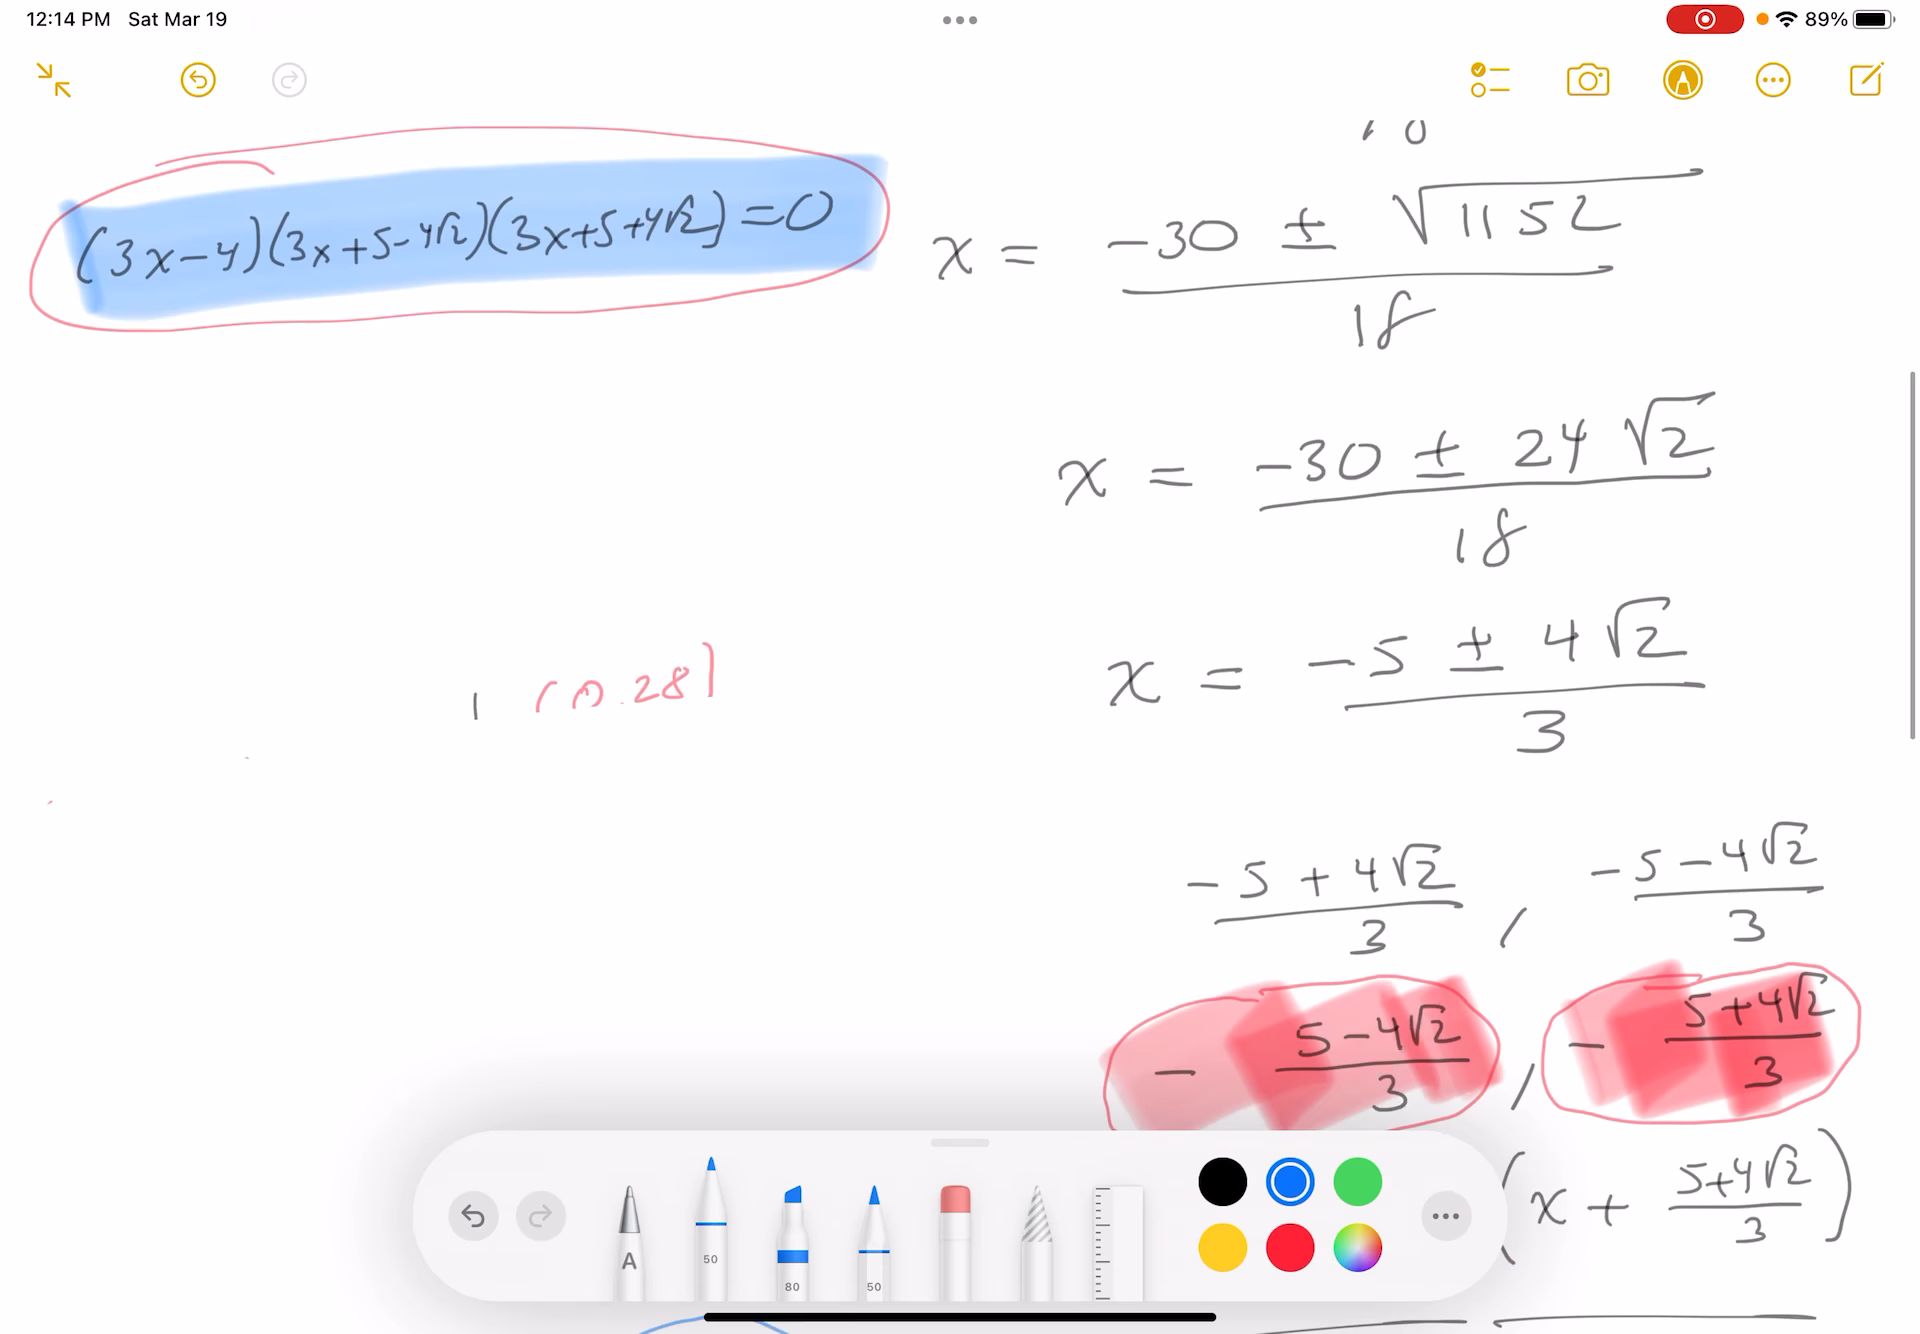 12:14 PM Sat Mar 19
89%
(3x-4)(3x+5-4√2)(3x+5+4√2)=0
x = (-30 ± √1152)/18
x = (-30 ± 24√2)/18
x = (-5 ± 4√2)/3
(-5+4√2)/3 , (-5-4√2)/3
-(5-4√2)/3 , -(5+4√2)/3
(x + (5+4√2)/3)
A
50
80
50